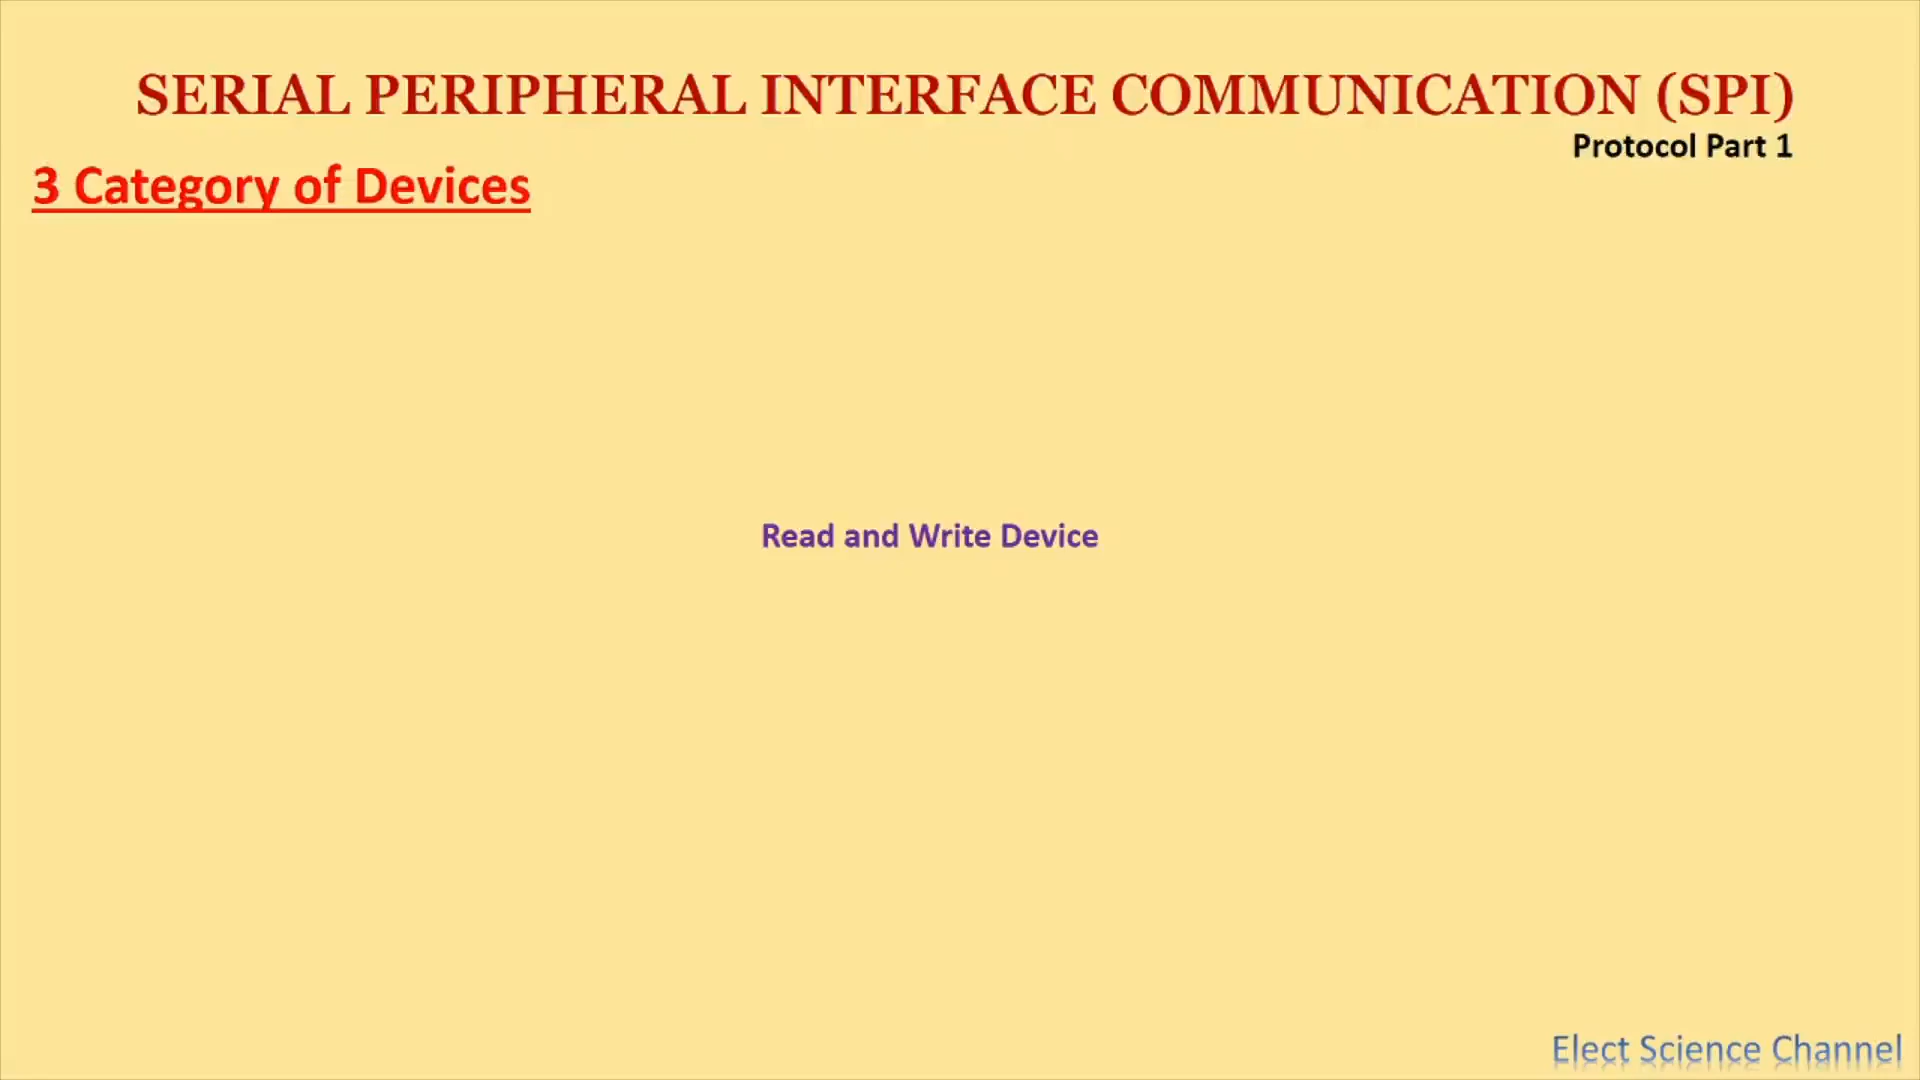 SERIAL PERIPHERAL INTERFACE COMMUNICATION (SPI)
Protocol Part 1
3 Category of Devices
Read and Write Device
Elect Science Channel